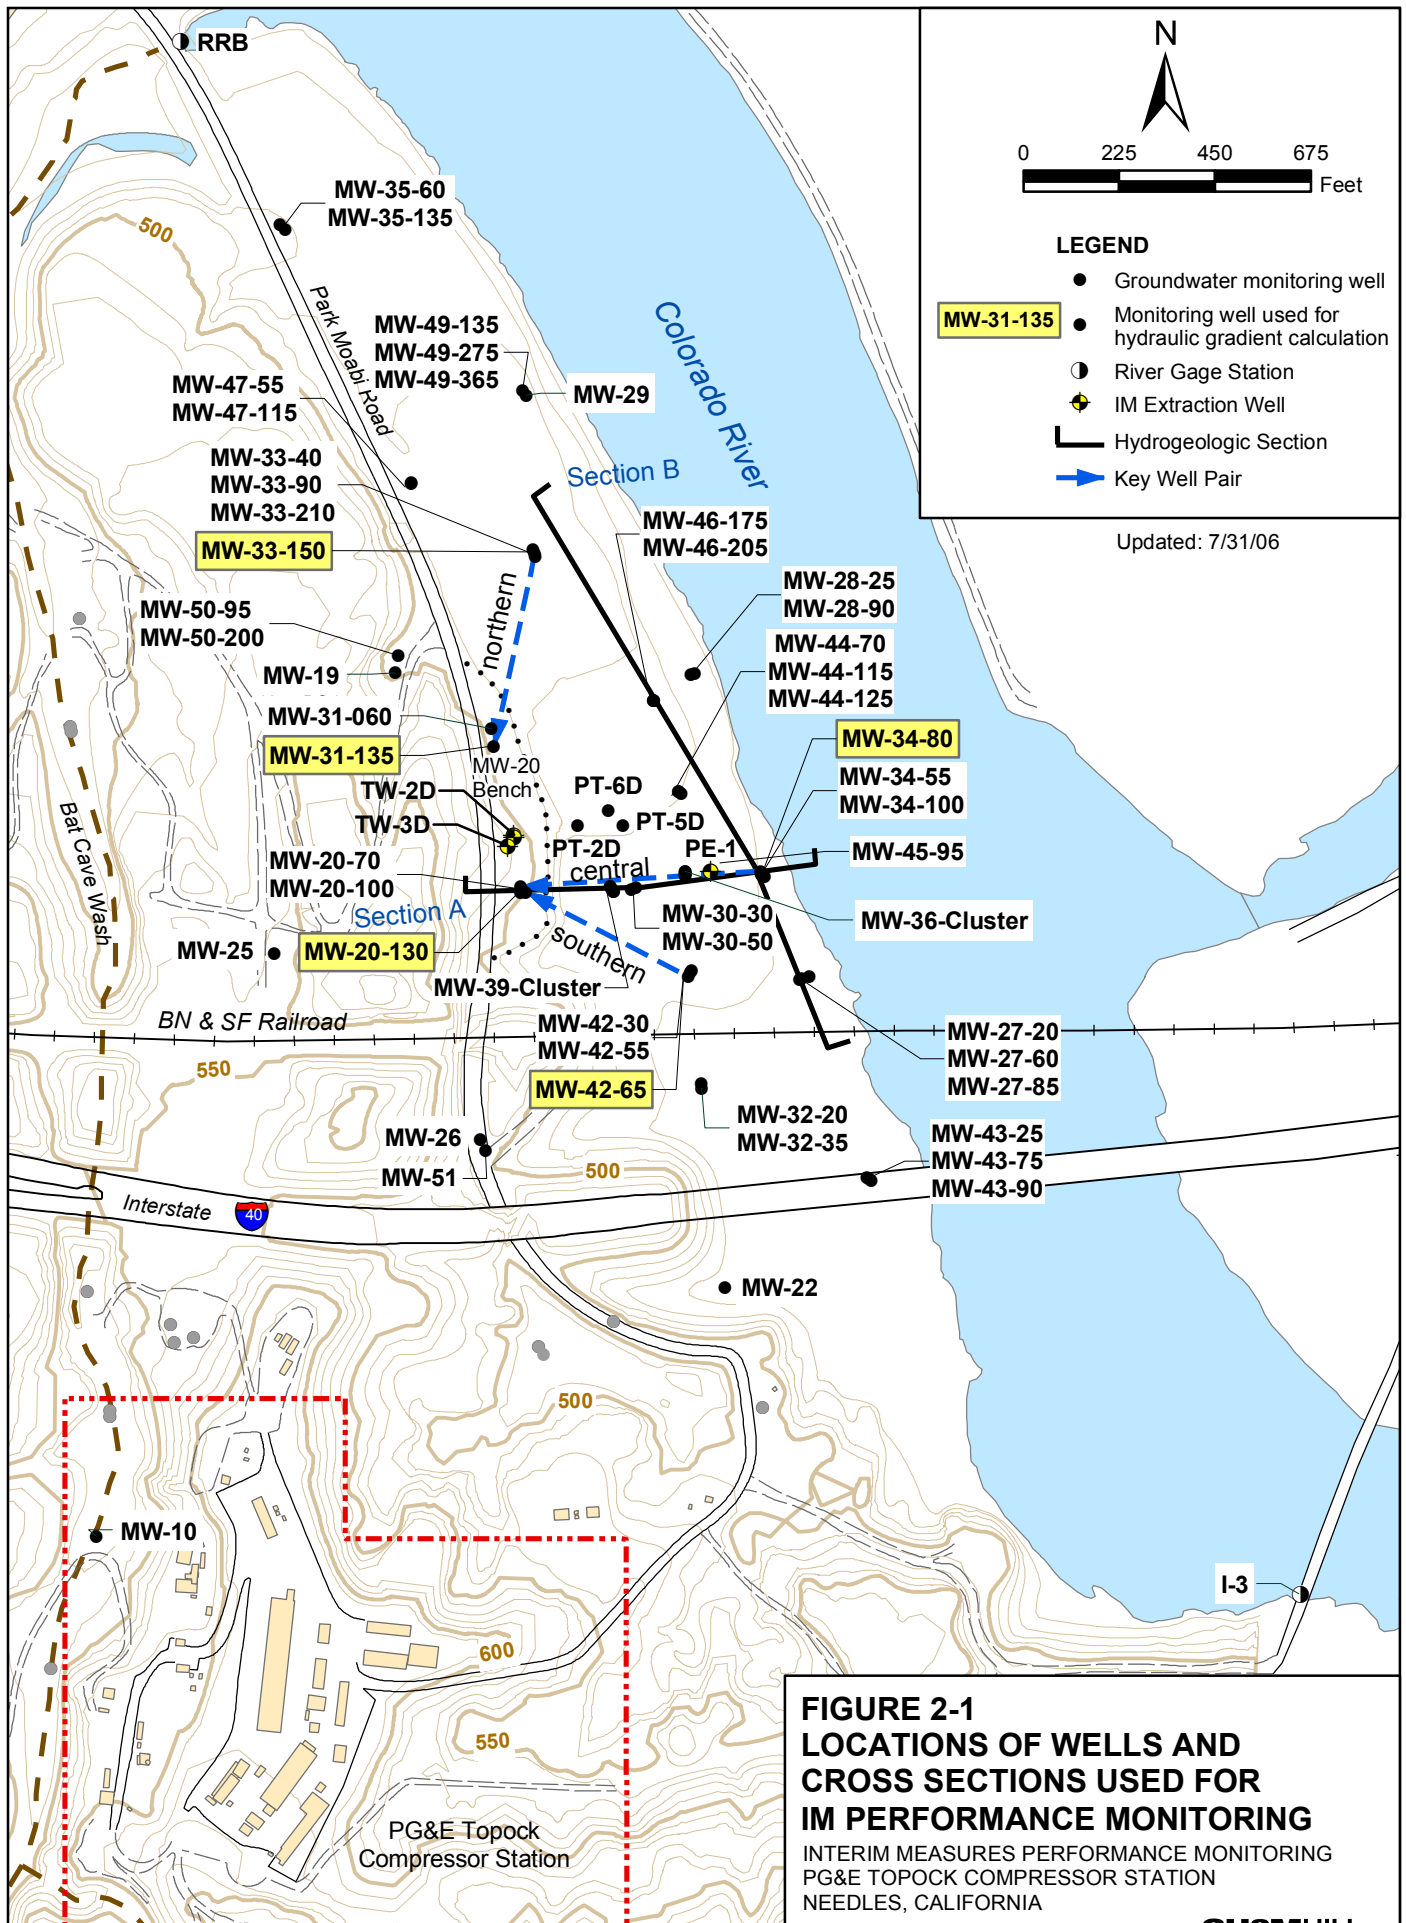 RRB
N
0 225 450 675
Feet
LEGEND
Groundwater monitoring well
MW-31-135
Monitoring well used for
hydraulic gradient calculation
River Gage Station
IM Extraction Well
Hydrogeologic Section
Key Well Pair
Updated: 7/31/06
MW-35-60
MW-35-135
500
Park Moabi Road
Colorado River
MW-49-135
MW-49-275
MW-49-365
MW-29
MW-47-55
MW-47-115
MW-33-40
MW-33-90
MW-33-210
MW-33-150
Section B
MW-46-175
MW-46-205
MW-28-25
MW-28-90
MW-44-70
MW-44-115
MW-44-125
northern
MW-50-95
MW-50-200
MW-19
MW-31-060
MW-31-135
MW-20
Bench
MW-34-80
MW-34-55
MW-34-100
TW-2D
TW-3D
PT-6D
PT-5D
PT-2D
PE-1
MW-45-95
central
MW-20-70
MW-20-100
Section A
MW-20-130
MW-30-30
MW-30-50
MW-36-Cluster
southern
MW-25
MW-39-Cluster
Bat Cave Wash
BN & SF Railroad
MW-42-30
MW-42-55
MW-42-65
MW-27-20
MW-27-60
MW-27-85
550
MW-32-20
MW-32-35
MW-26
MW-51
MW-43-25
MW-43-75
MW-43-90
500
Interstate
40
MW-22
500
MW-10
I-3
600
550
PG&E Topock
Compressor Station
FIGURE 2-1
LOCATIONS OF WELLS AND
CROSS SECTIONS USED FOR
IM PERFORMANCE MONITORING
INTERIM MEASURES PERFORMANCE MONITORING
PG&E TOPOCK COMPRESSOR STATION
NEEDLES, CALIFORNIA